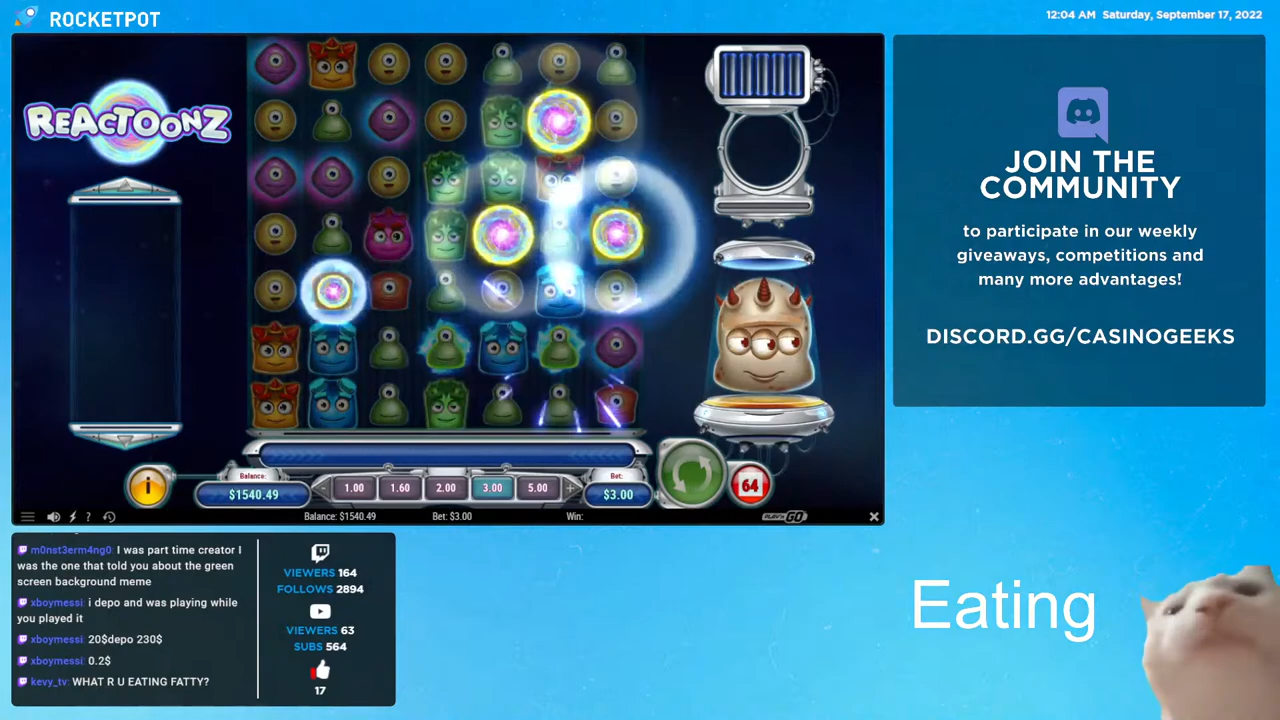 ROCKETPOT
12:04 AM Saturday, September 17, 2022
REACTOONZ
JOIN THE
COMMUNITY
to participate in our weekly
giveaways, competitions and
many more advantages!
DISCORD.GG/CASINOGEEKS
Balance:
$1540.49
1.00
1.60
2.00
3.00
5.00
Bet:
$3.00
64
Balance: $1540.49
Bet: $3.00
Win:
PLAY'N GO
m0nst3erm4ng0: I was part time creator I
was the one that told you about the green
screen background meme
xboymessi: i depo and was playing while
you played it
xboymessi: 20$depo 230$
xboymessi: 0.2$
kevy_tv: WHAT R U EATING FATTY?
VIEWERS 164
FOLLOWS 2894
VIEWERS 63
SUBS 564
17
Eating